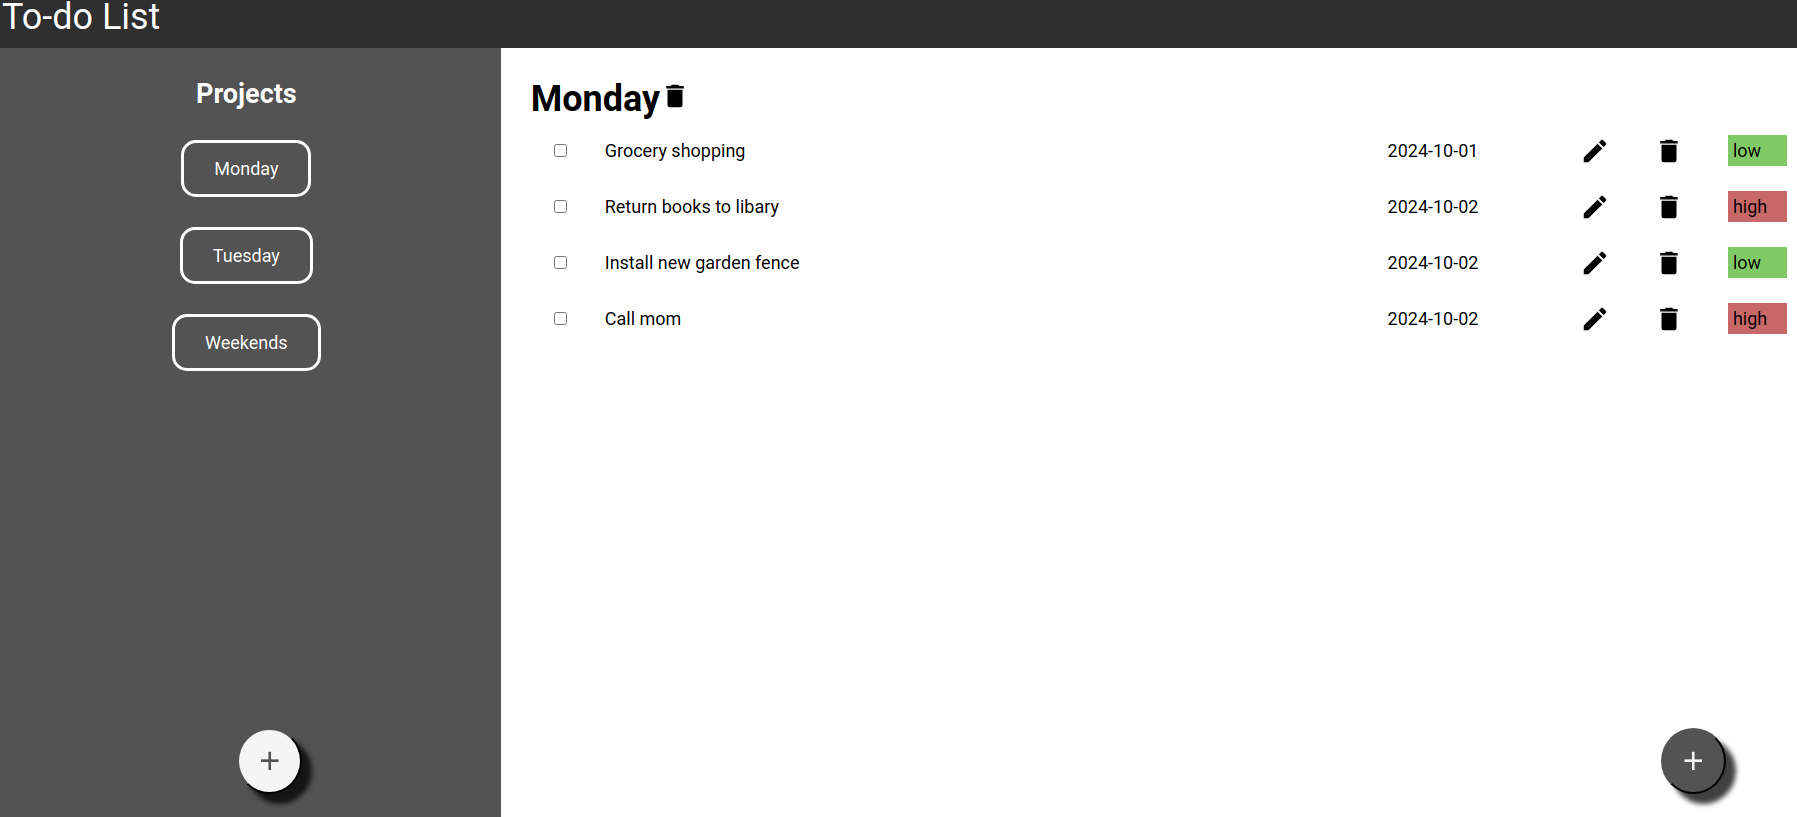 To-do List
Projects
Monday
Tuesday
Weekends
+
Monday
Grocery shopping 2024-10-01 low
Return books to libary 2024-10-02 high
Install new garden fence 2024-10-02 low
Call mom 2024-10-02 high
+